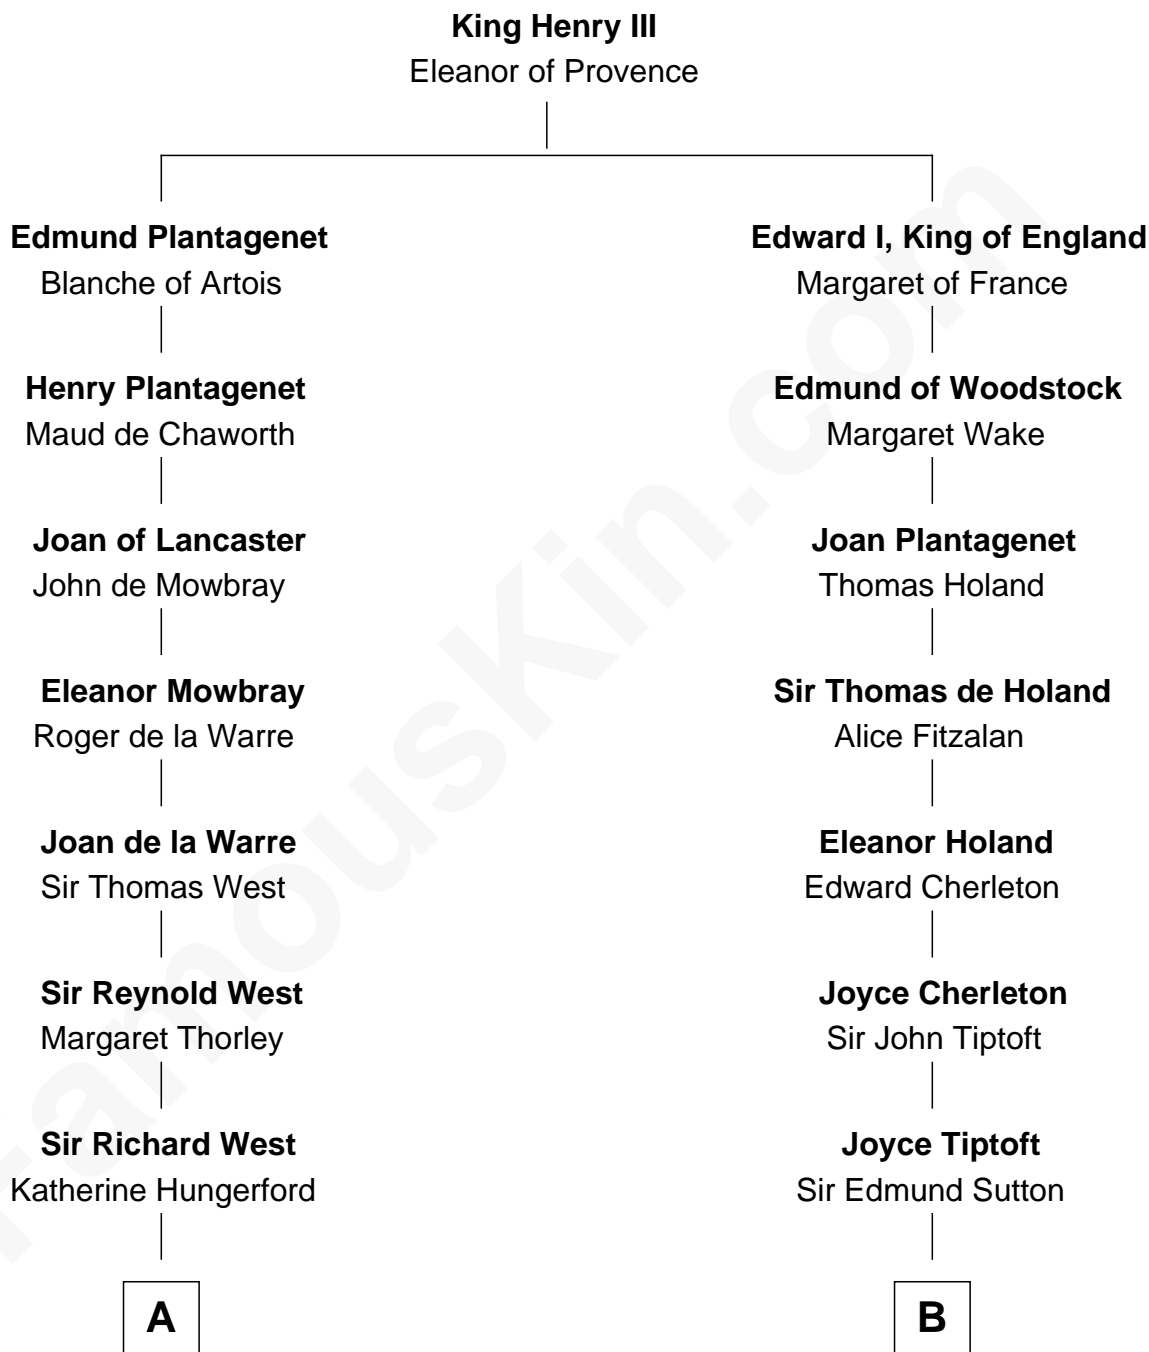 King Henry III
Eleanor of Provence
Edmund Plantagenet
Blanche of Artois
Henry Plantagenet
Maud de Chaworth
Joan of Lancaster
John de Mowbray
Eleanor Mowbray
Roger de la Warre
Joan de la Warre
Sir Thomas West
Sir Reynold West
Margaret Thorley
Sir Richard West
Katherine Hungerford
A
Edward I, King of England
Margaret of France
Edmund of Woodstock
Margaret Wake
Joan Plantagenet
Thomas Holand
Sir Thomas de Holand
Alice Fitzalan
Eleanor Holand
Edward Cherleton
Joyce Cherleton
Sir John Tiptoft
Joyce Tiptoft
Sir Edmund Sutton
B
FamousKin.com